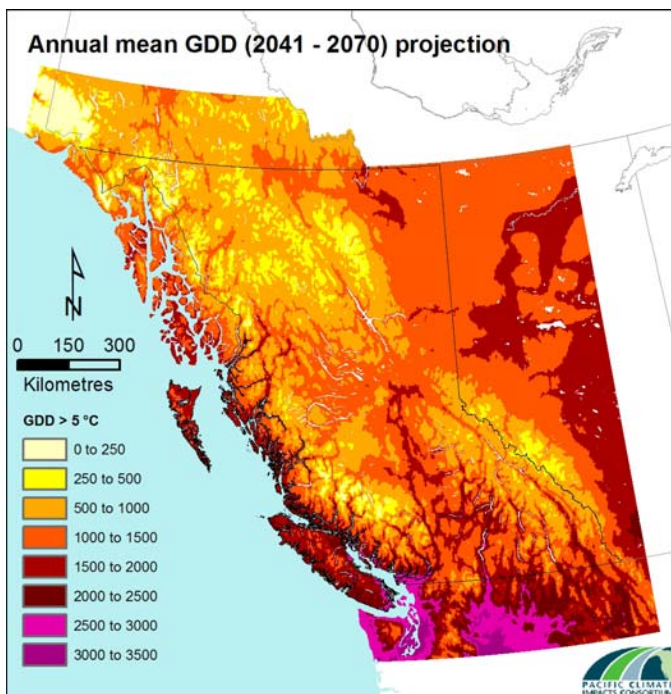 Annual mean GDD (2041 - 2070) projection
N
0 150 300
Kilometres
GDD > 5 °C
0 to 250
250 to 500
500 to 1000
1000 to 1500
1500 to 2000
2000 to 2500
2500 to 3000
3000 to 3500
PACIFIC CLIMATE
IMPACTS CONSORTIUM